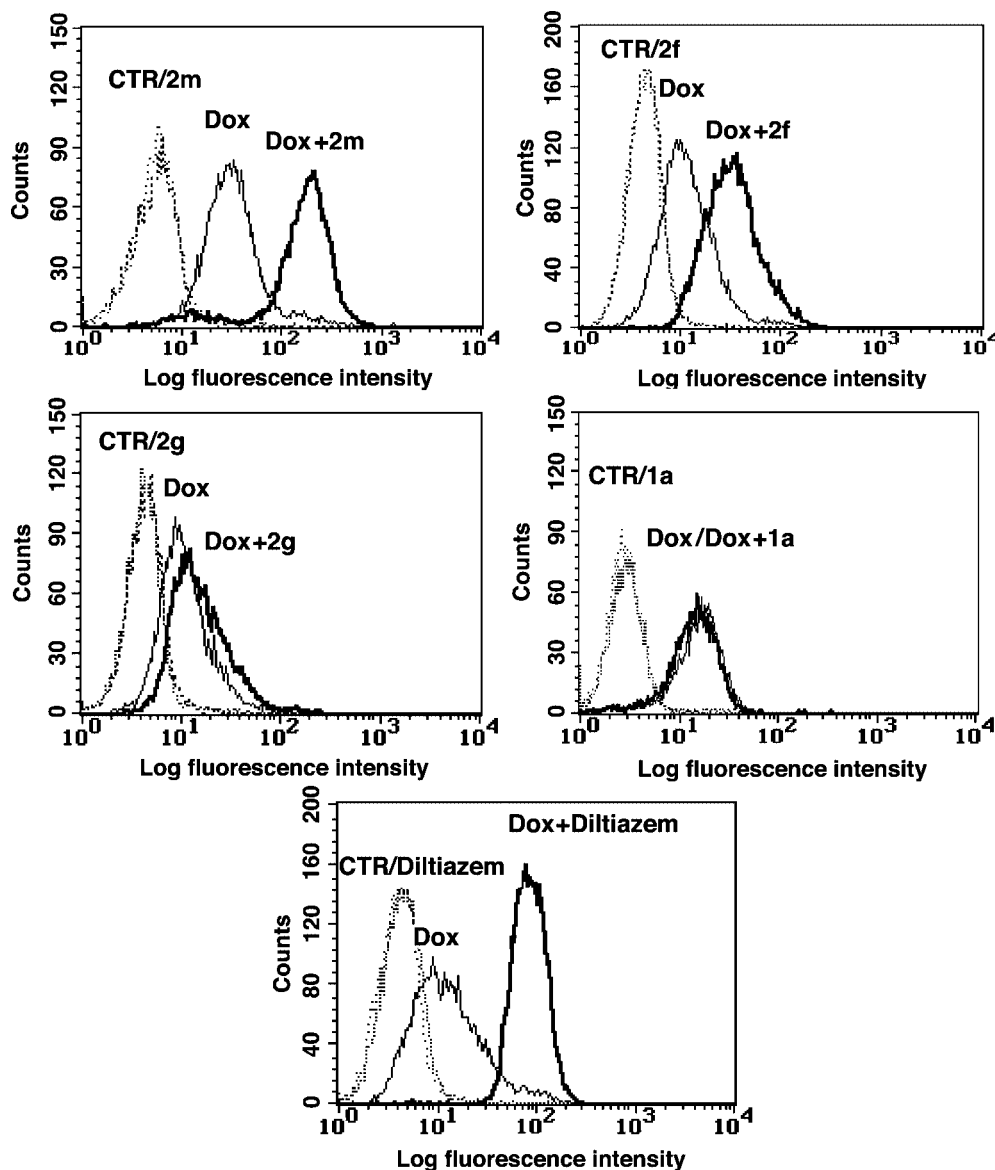 150
120
90
60
30
0
Counts
CTR/2m
Dox
Dox+2m
10⁰ 10¹ 10² 10³ 10⁴
Log fluorescence intensity
200
160
120
80
40
0
Counts
CTR/2f
Dox
Dox+2f
10⁰ 10¹ 10² 10³ 10⁴
Log fluorescence intensity
150
120
90
60
30
0
Counts
CTR/2g
Dox
Dox+2g
10⁰ 10¹ 10² 10³ 10⁴
Log fluorescence intensity
150
120
90
60
30
0
Counts
CTR/1a
Dox/Dox+1a
10⁰ 10¹ 10² 10³ 10⁴
Log fluorescence intensity
200
160
120
80
40
0
Counts
Dox+Diltiazem
CTR/Diltiazem
Dox
10⁰ 10¹ 10² 10³ 10⁴
Log fluorescence intensity